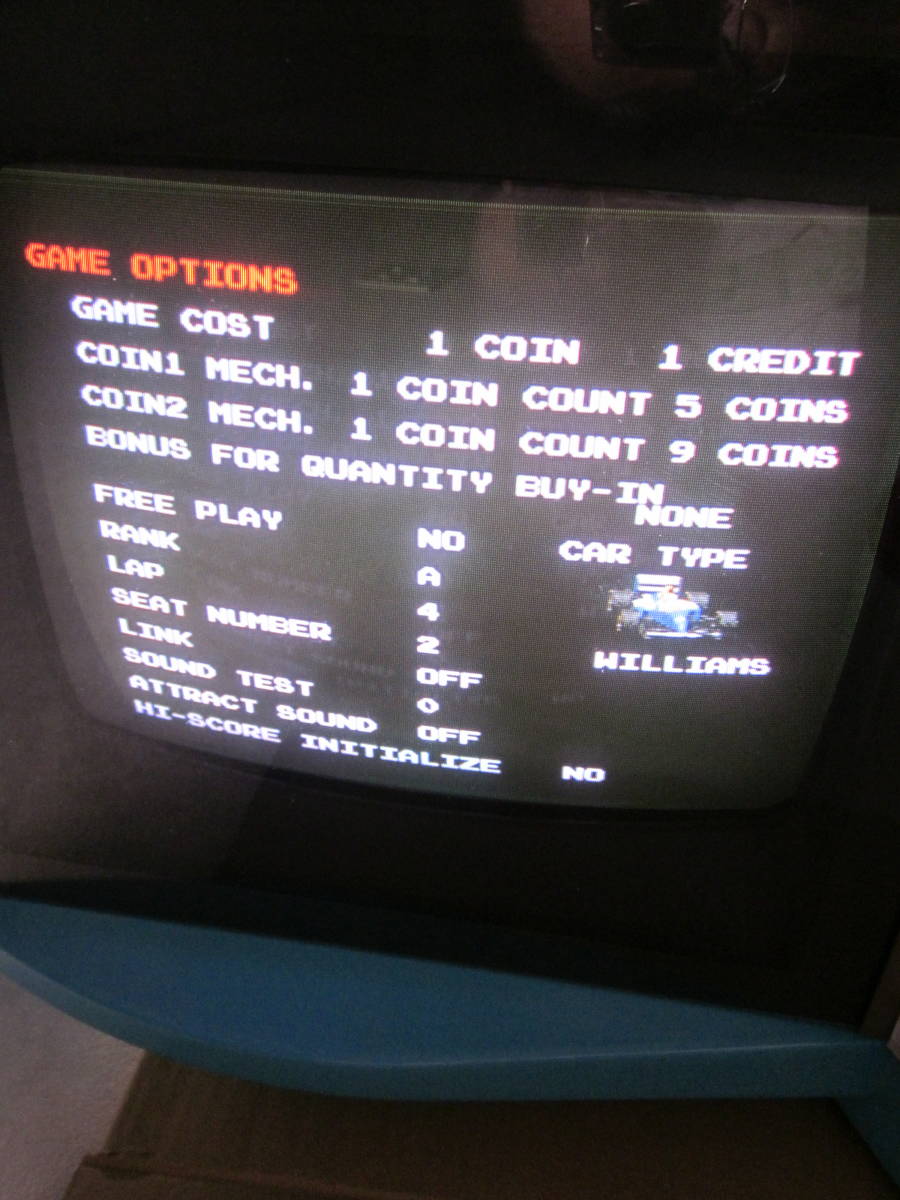 GAME OPTIONS
GAME COST 1 COIN 1 CREDIT
COIN1 MECH. 1 COIN COUNT 5 COINS
COIN2 MECH. 1 COIN COUNT 9 COINS
BONUS FOR QUANTITY BUY-IN
NONE
FREE PLAY NO
RANK A
LAP 4
SEAT NUMBER 2
LINK OFF
SOUND TEST 0
ATTRACT SOUND OFF
HI-SCORE INITIALIZE NO
CAR TYPE
WILLIAMS